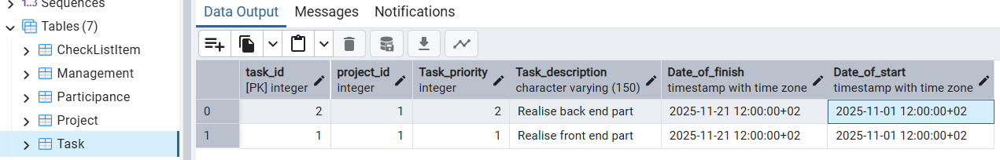 1..3 Sequences
Tables (7)
CheckListItem
Management
Participance
Project
Task
Data Output Messages Notifications
task_id project_id Task_priority Task_description Date_of_finish Date_of_start
[PK] integer integer integer character varying (150) timestamp with time zone timestamp with time zone
0 2 1 2 Realise back end part 2025-11-21 12:00:00+02 2025-11-01 12:00:00+02
1 1 1 1 Realise front end part 2025-11-21 12:00:00+02 2025-11-01 12:00:00+02